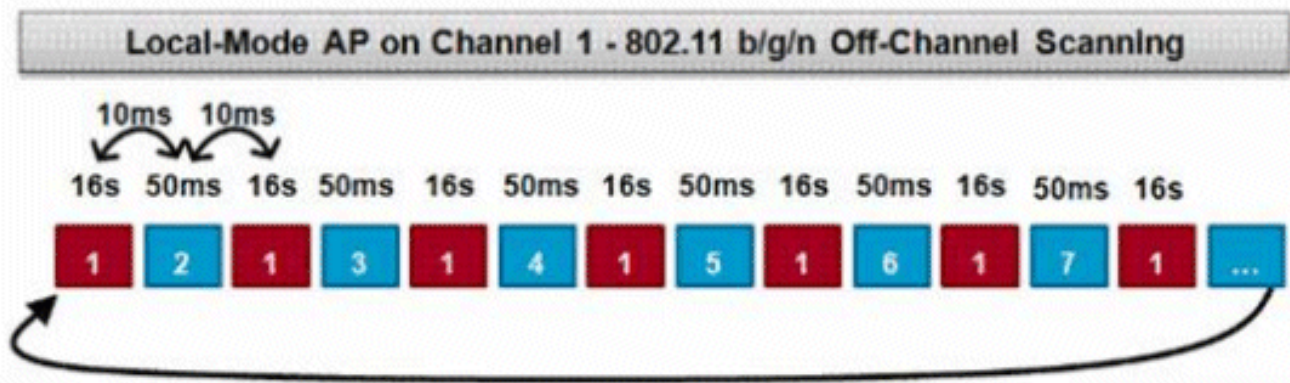 Local-Mode AP on Channel 1 - 802.11 b/g/n Off-Channel Scanning
10ms 10ms
16s 50ms 16s 50ms 16s 50ms 16s 50ms 16s 50ms 16s 50ms 16s
1 2 1 3 1 4 1 5 1 6 1 7 1 ...